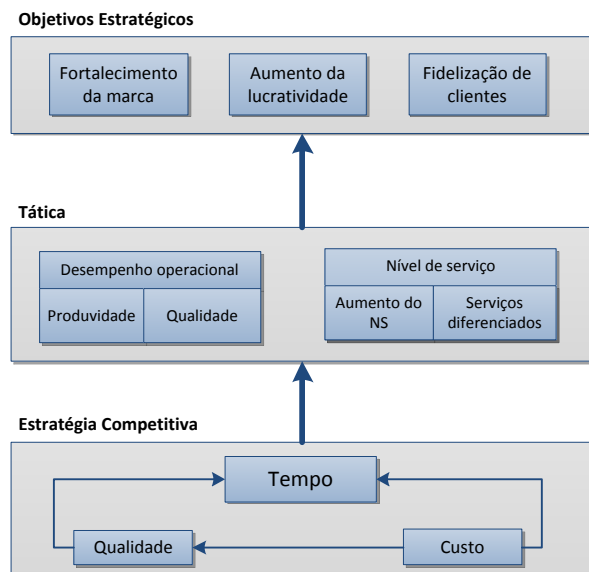 Objetivos Estratégicos
Fortalecimento
da marca
Aumento da
lucratividade
Fidelização de
clientes
Tática
Desempenho operacional
Produvidade
Qualidade
Nível de serviço
Aumento do
NS
Serviços
diferenciados
Estratégia Competitiva
Tempo
Qualidade
Custo